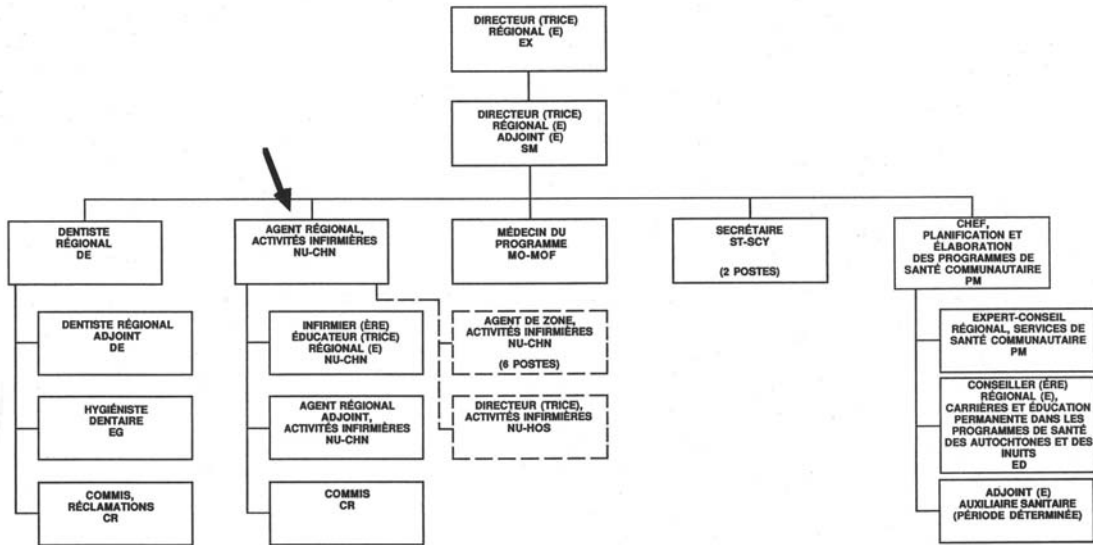 DIRECTEUR (TRICE)
RÉGIONAL (E)
EX
DIRECTEUR (TRICE)
RÉGIONAL (E)
ADJOINT (E)
SM
DENTISTE
RÉGIONAL
DE
AGENT RÉGIONAL,
ACTIVITÉS INFIRMIÈRES
NU-CHN
MÉDECIN DU
PROGRAMME
MO-MOF
SECRÉTAIRE
ST-SCY
(2 POSTES)
CHEF,
PLANIFICATION ET
ÉLABORATION
DES PROGRAMMES DE
SANTÉ COMMUNAUTAIRE
PM
DENTISTE RÉGIONAL
ADJOINT
DE
HYGIÉNISTE
DENTAIRE
EG
COMMIS,
RÉCLAMATIONS
CR
INFIRMIER (ÈRE)
ÉDUCATEUR (TRICE)
RÉGIONAL (E)
NU-CHN
AGENT RÉGIONAL
ADJOINT,
ACTIVITÉS INFIRMIÈRES
NU-CHN
COMMIS
CR
AGENT DE ZONE,
ACTIVITÉS INFIRMIÈRES
NU-CHN
(6 POSTES)
DIRECTEUR (TRICE),
ACTIVITÉS INFIRMIÈRES
NU-HOS
EXPERT-CONSEIL
RÉGIONAL, SERVICES DE
SANTÉ COMMUNAUTAIRE
PM
CONSEILLER (ÉRE)
RÉGIONAL (E),
CARRIÈRES ET ÉDUCATION
PERMANENTE DANS LES
PROGRAMMES DE SANTÉ
DES AUTOCHTONES ET DES
INUITS
ED
ADJOINT (E)
AUXILIAIRE SANITAIRE
(PÉRIODE DÉTERMINÉE)